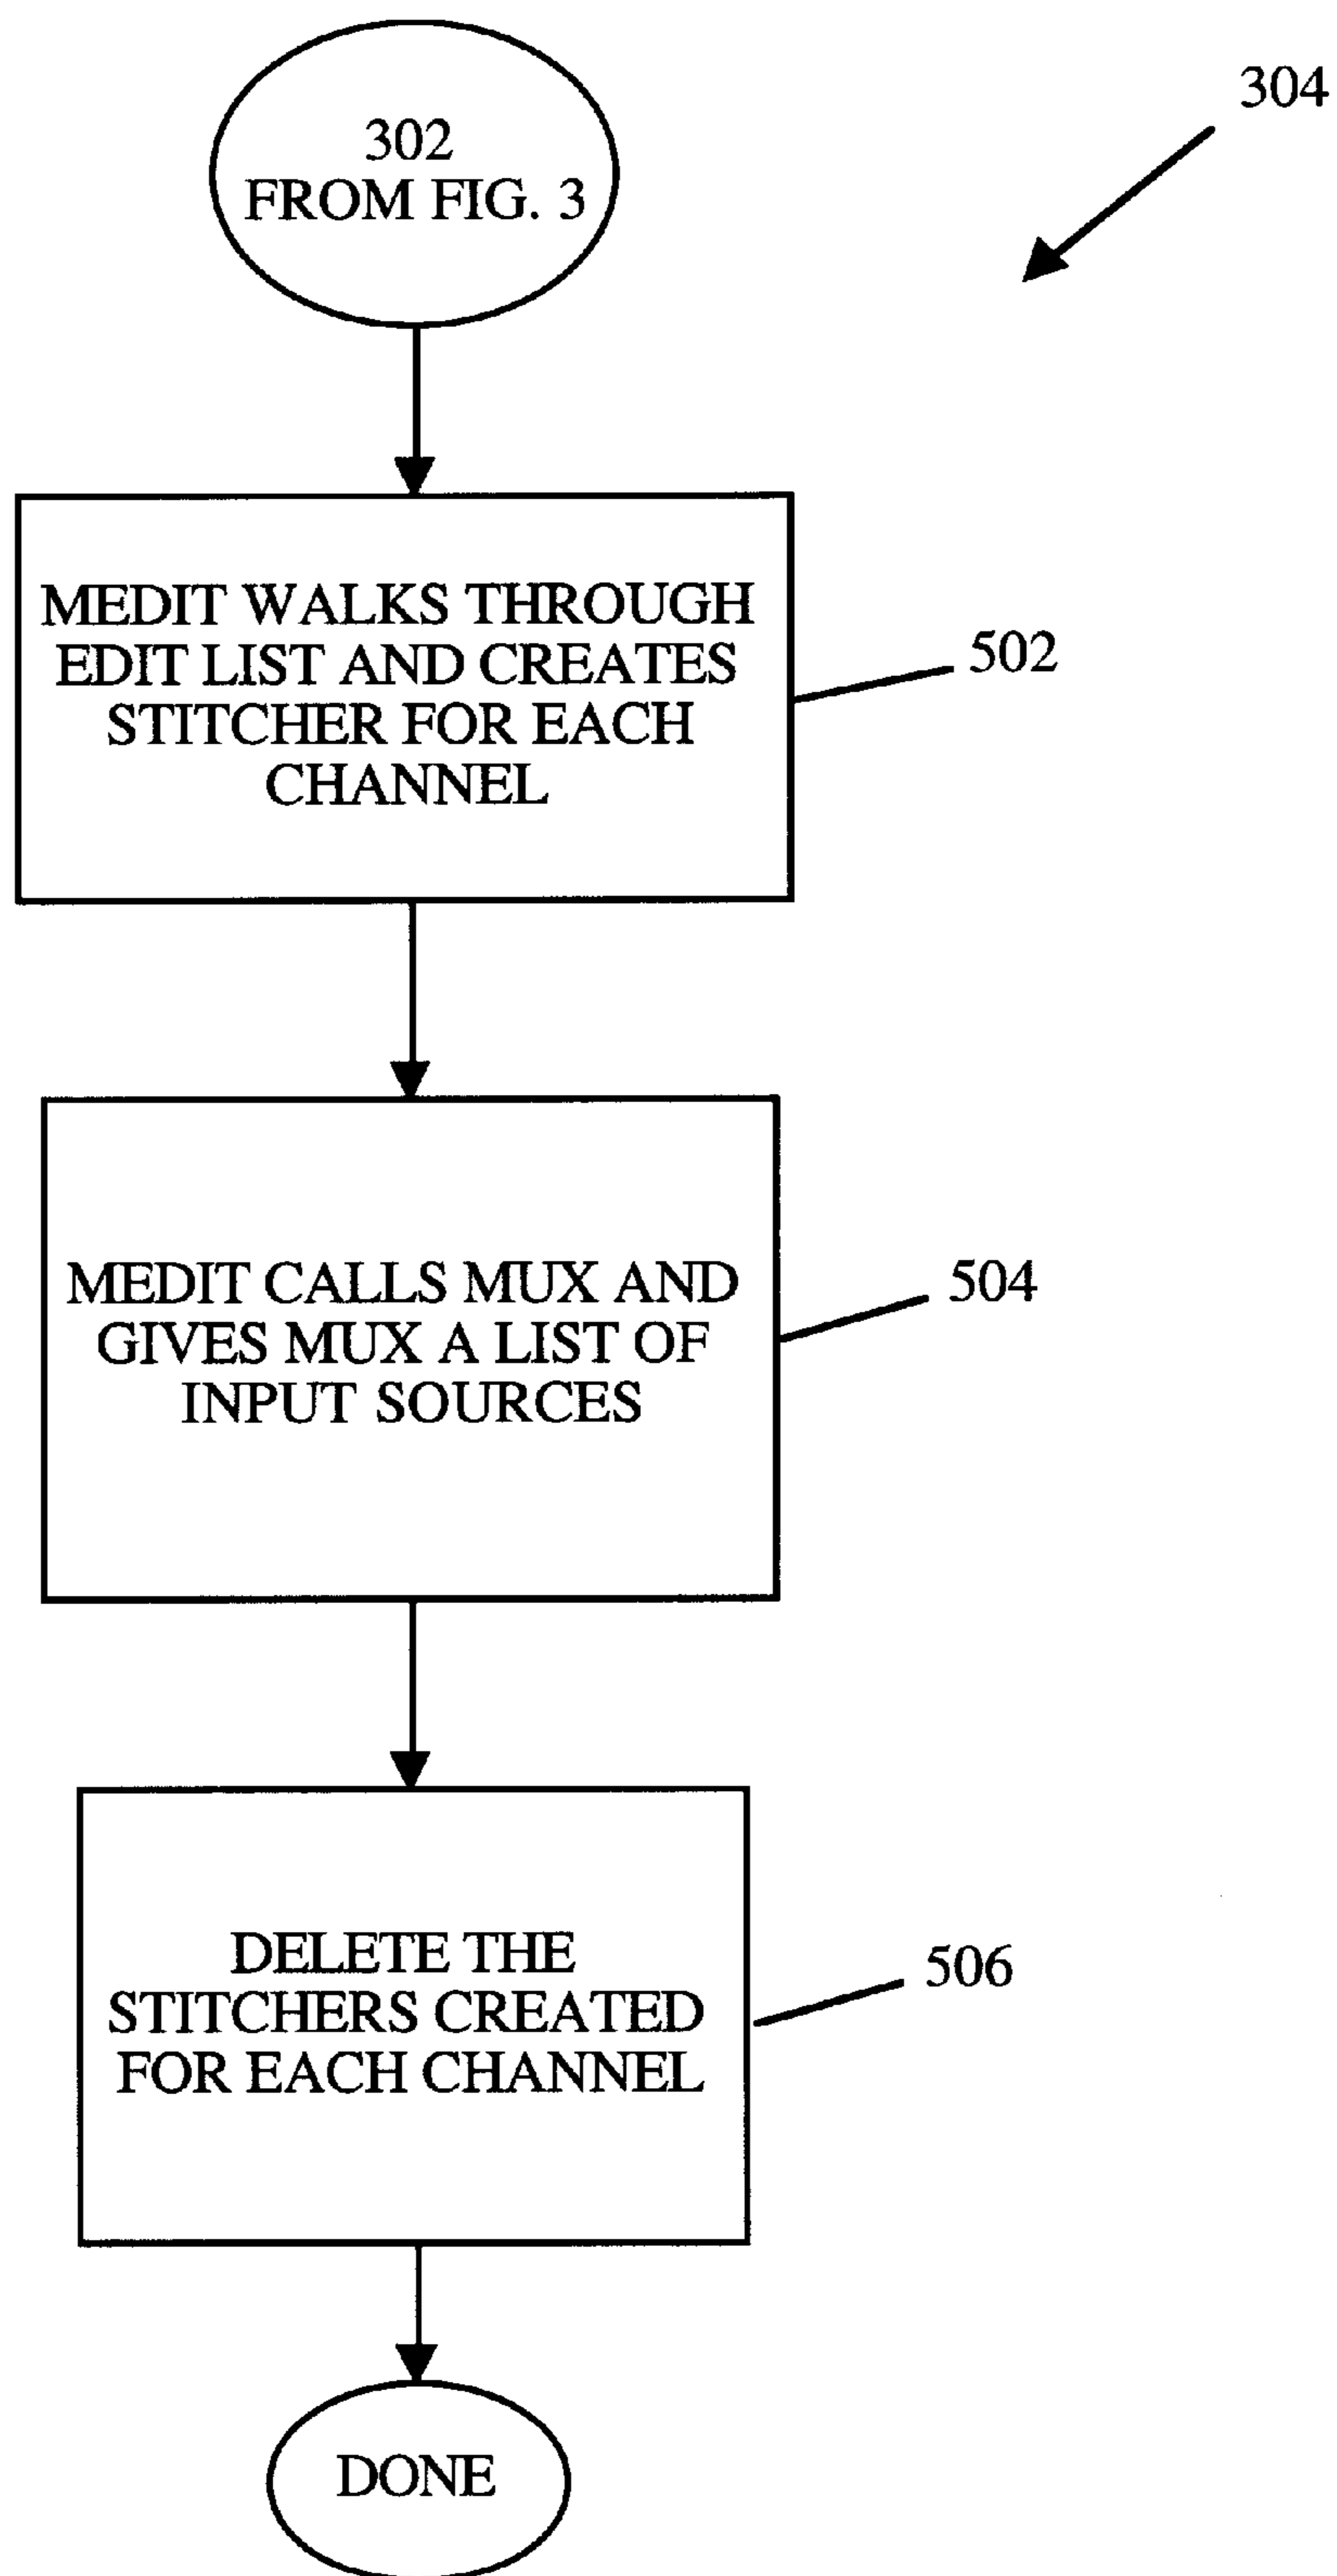 304
302
FROM FIG. 3
MEDIT WALKS THROUGH
EDIT LIST AND CREATES
STITCHER FOR EACH
CHANNEL
502
MEDIT CALLS MUX AND
GIVES MUX A LIST OF
INPUT SOURCES
504
DELETE THE
STITCHERS CREATED
FOR EACH CHANNEL
506
DONE